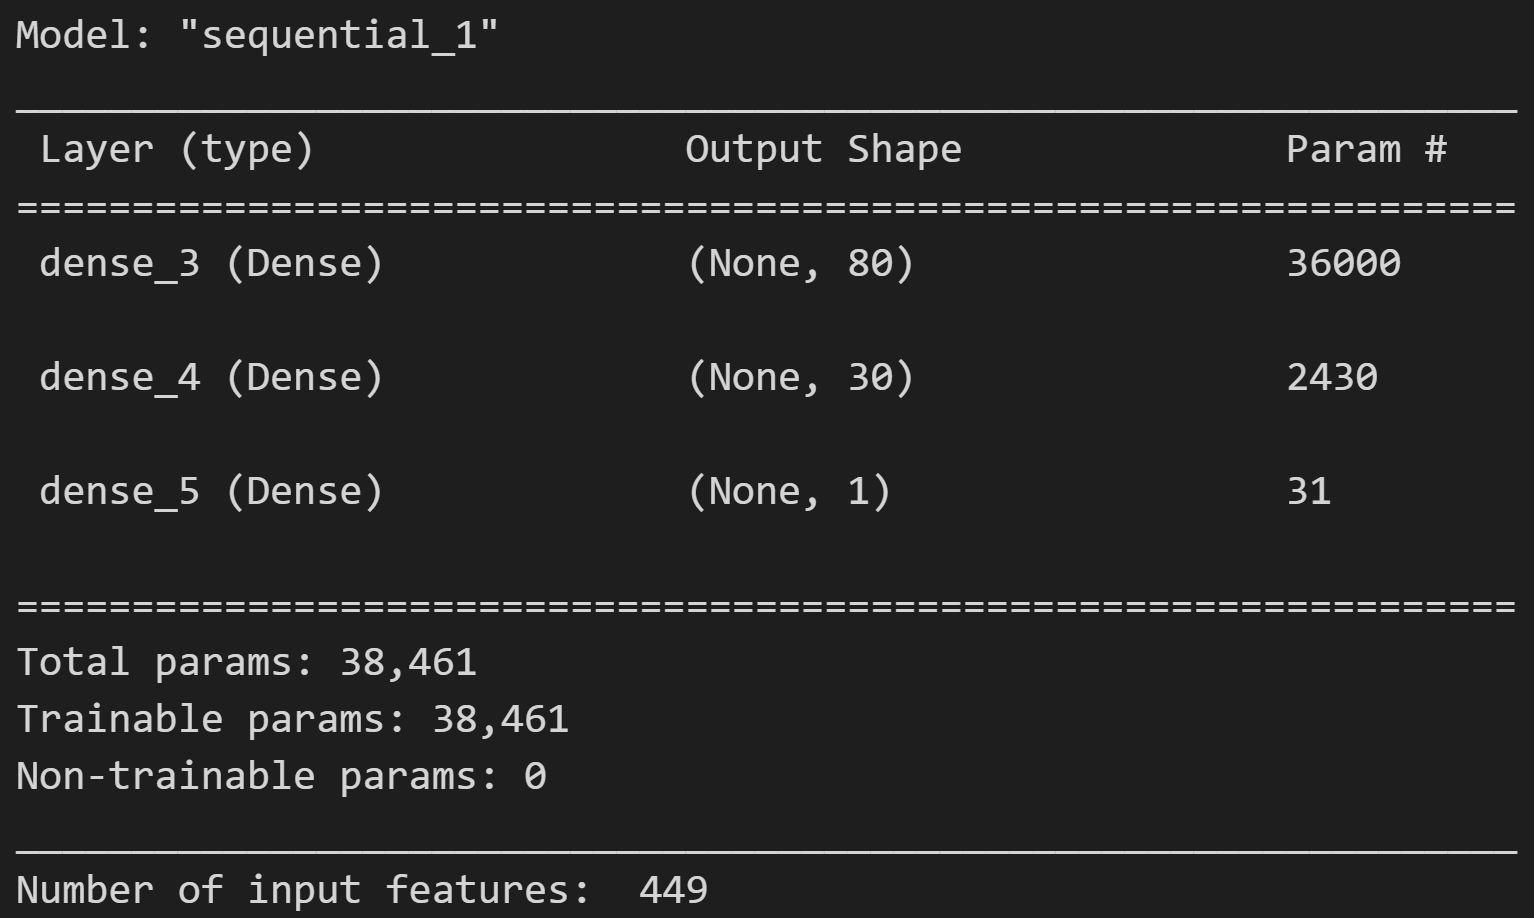 Model: "sequential_1"
_________________________________________________________________
 Layer (type)                Output Shape              Param #
=================================================================
 dense_3 (Dense)             (None, 80)                36000
 dense_4 (Dense)             (None, 30)                2430
 dense_5 (Dense)             (None, 1)                 31
=================================================================
Total params: 38,461
Trainable params: 38,461
Non-trainable params: 0
_________________________________________________________________
Number of input features:  449